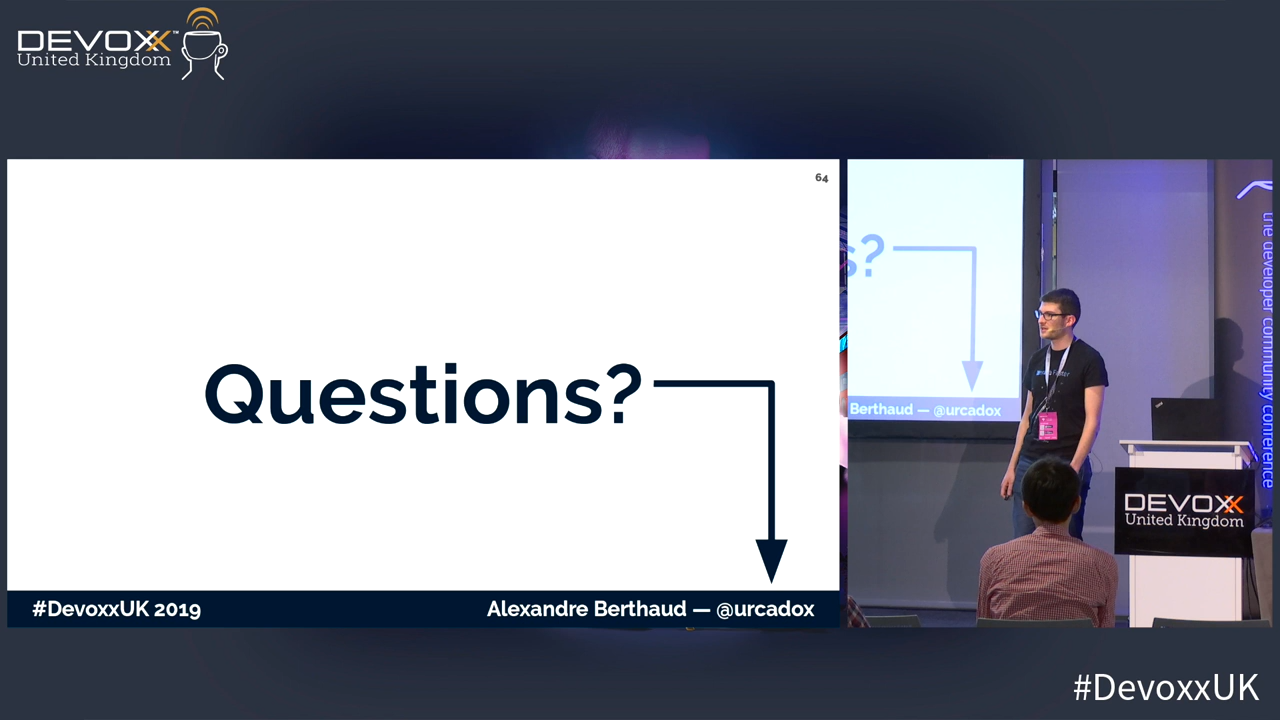 DEVOXX™
United Kingdom
64
Questions?
#DevoxxUK 2019
Alexandre Berthaud — @urcadox
s?
Berthaud — @urcadox
the developer community conference
DEVOXX
United Kingdom
#DevoxxUK